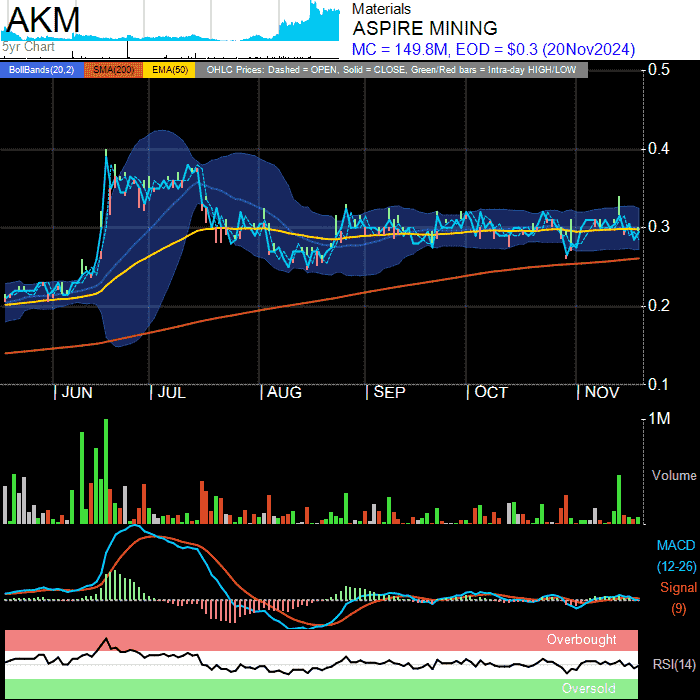 AKM
5yr Chart
Materials
ASPIRE MINING
MC = 149.8M, EOD = $0.3 (20Nov2024)
BollBands(20,2) SMA(200) EMA(50) OHLC Prices: Dashed = OPEN, Solid = CLOSE, Green/Red bars = Intra-day HIGH/LOW
0.5
0.4
0.3
0.2
0.1
JUN JUL AUG SEP OCT NOV
1M
Volume
MACD
(12-26)
Signal
(9)
Overbought
RSI(14)
Oversold